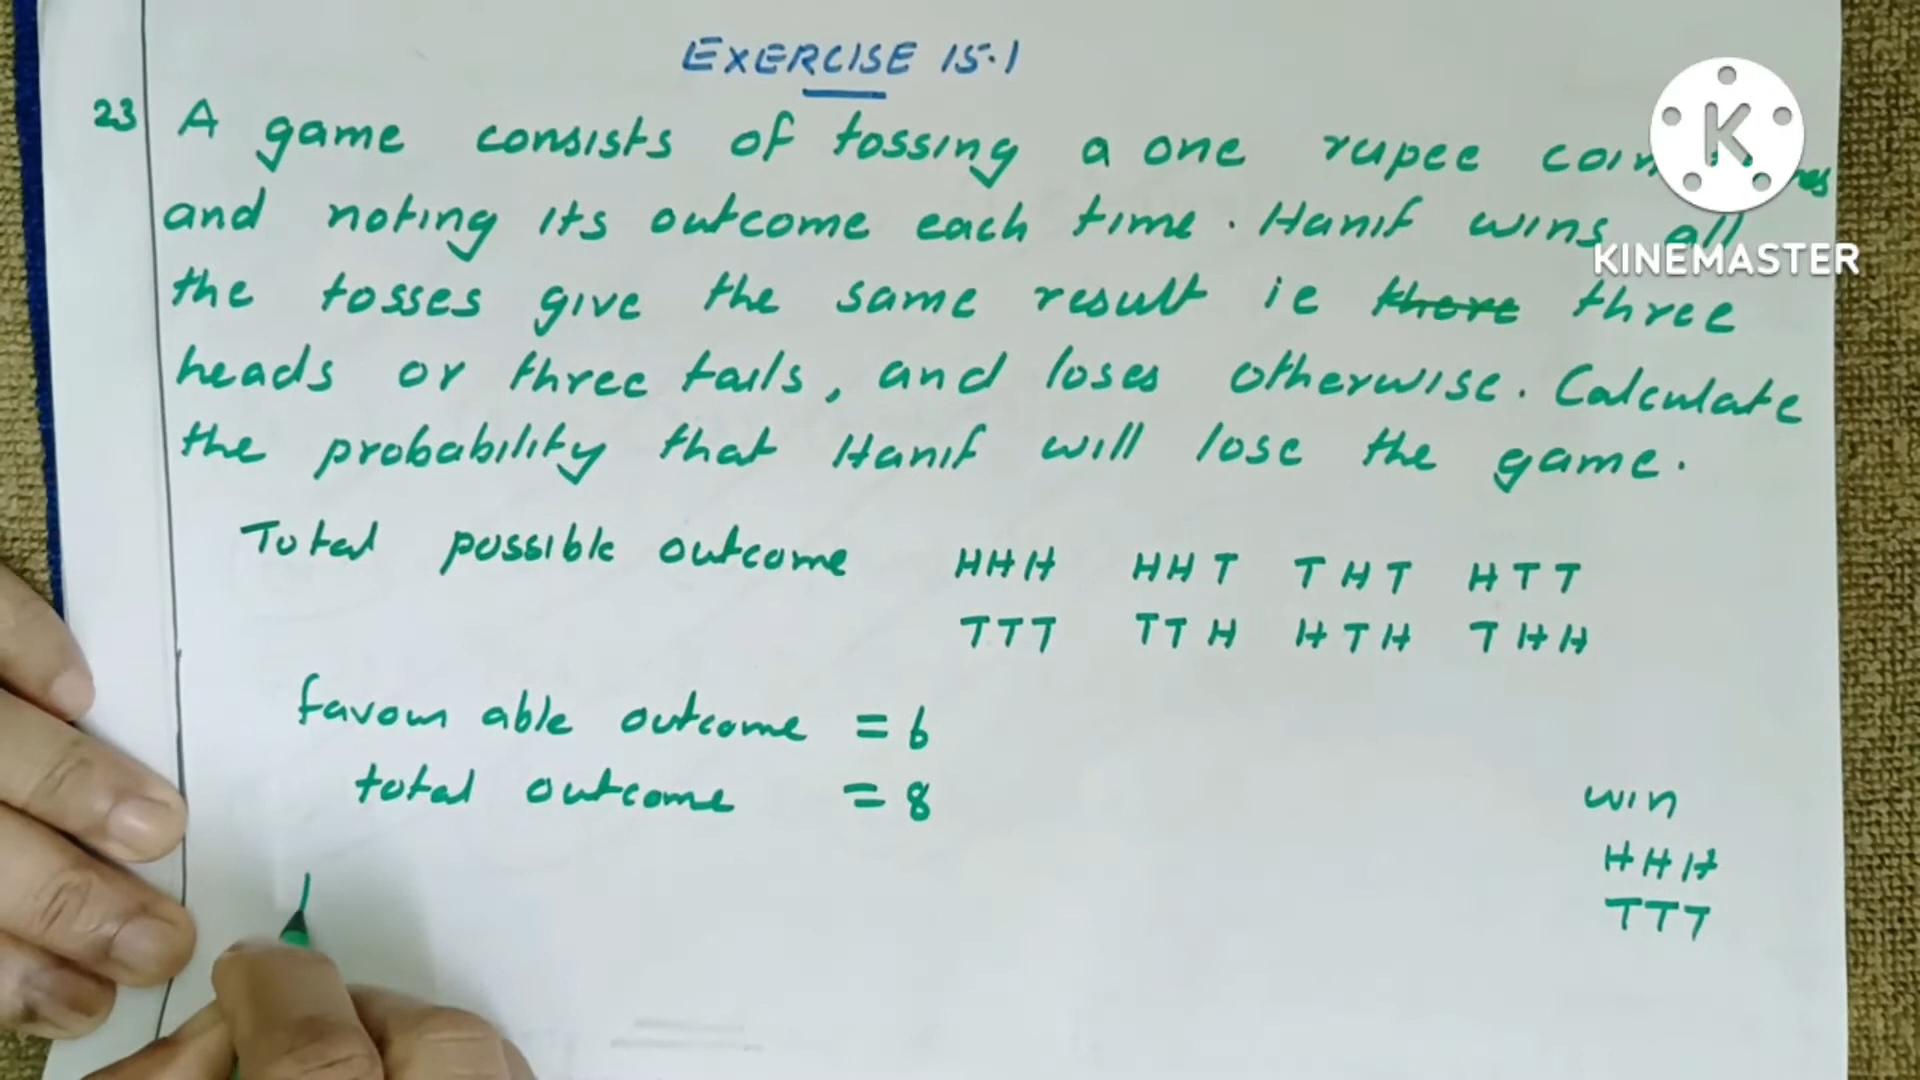 EXERCISE 15.1
23 A game consists of tossing a one rupee coin
and noting its outcome each time. Hanif wins all
the tosses give the same result ie there three
heads or three tails, and loses otherwise. Calculate
the probability that Hanif will lose the game.
Total possible outcome HHH HHT THT HTT
TTT TTH HTH THH
favourable outcome = 6
total outcome = 8
win
HHH
TTT
K
KINEMASTER